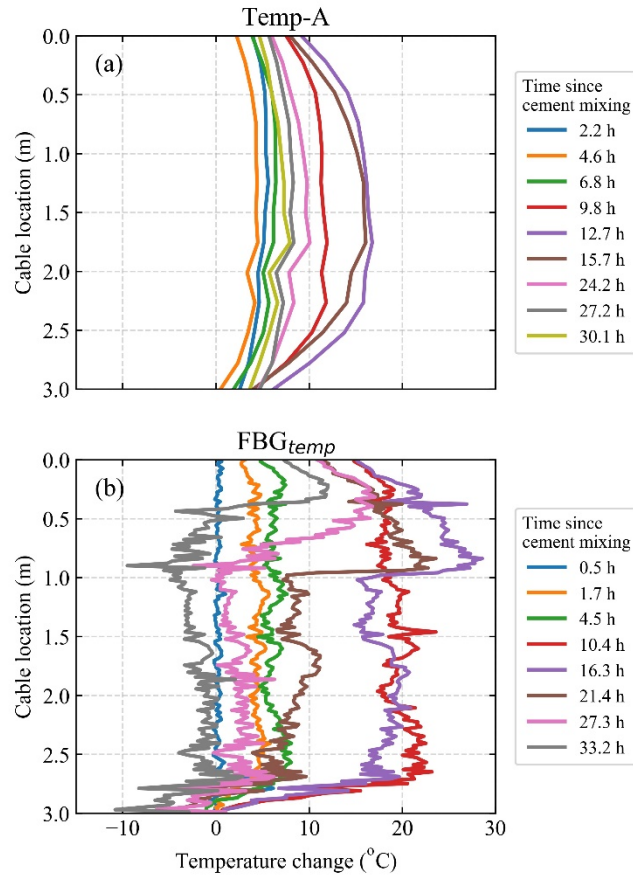 Temp-A
(a)
0.0
0.5
1.0
1.5
2.0
2.5
3.0
Cable location (m)
Time since
cement mixing
2.2 h
4.6 h
6.8 h
9.8 h
12.7 h
15.7 h
24.2 h
27.2 h
30.1 h
FBGtemp
(b)
0.0
0.5
1.0
1.5
2.0
2.5
3.0
Cable location (m)
−10
0
10
20
30
Temperature change (°C)
Time since
cement mixing
0.5 h
1.7 h
4.5 h
10.4 h
16.3 h
21.4 h
27.3 h
33.2 h